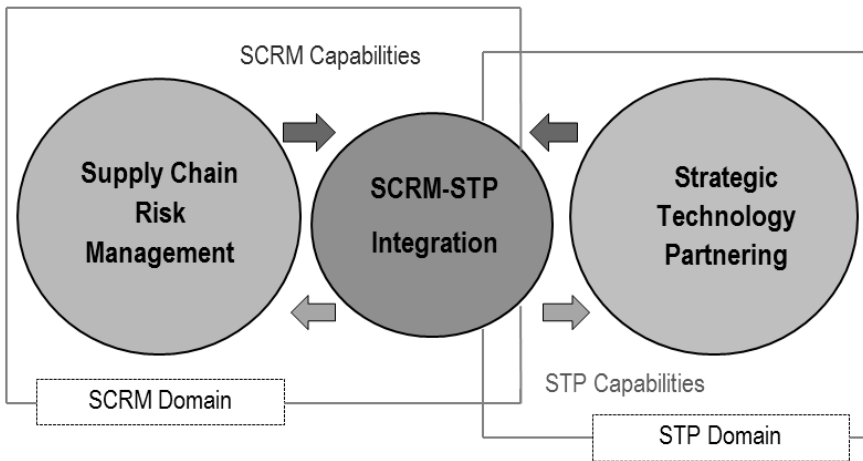 SCRM Capabilities
Supply Chain
Risk
Management
SCRM-STP
Integration
Strategic
Technology
Partnering
STP Capabilities
SCRM Domain
STP Domain